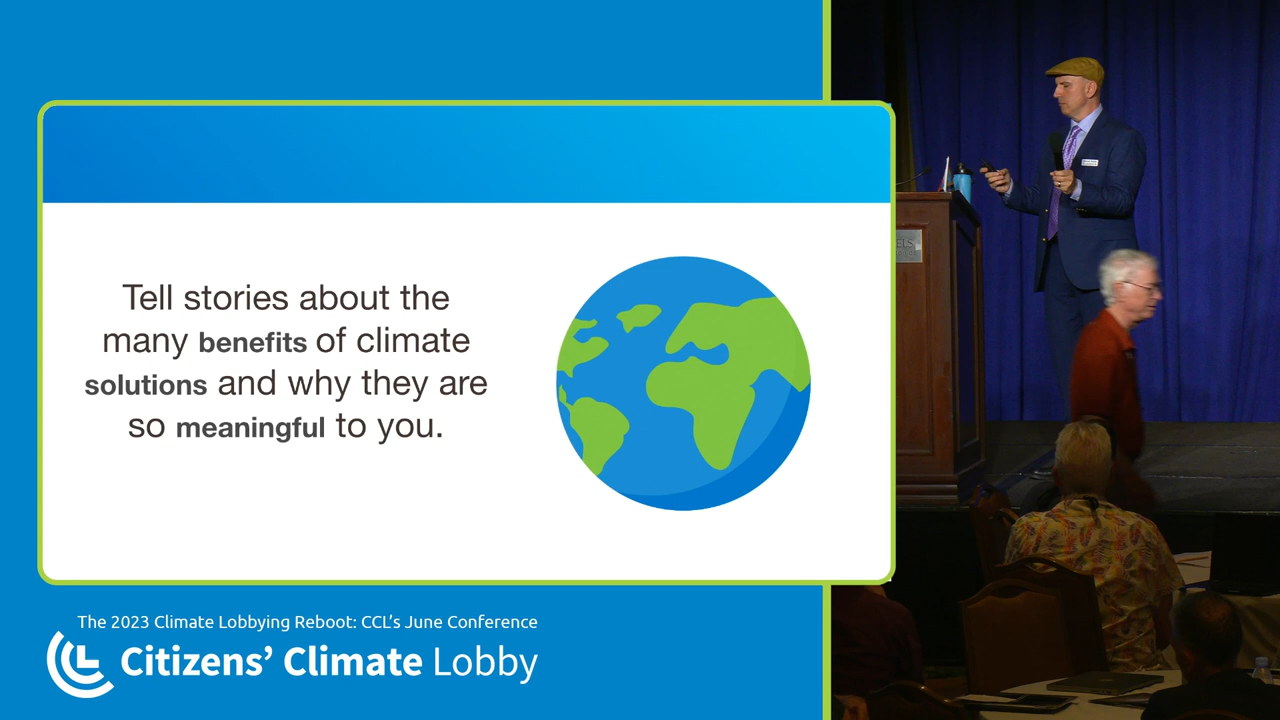 Tell stories about the
many benefits of climate
solutions and why they are
so meaningful to you.
The 2023 Climate Lobbying Reboot: CCL's June Conference
Citizens' Climate Lobby